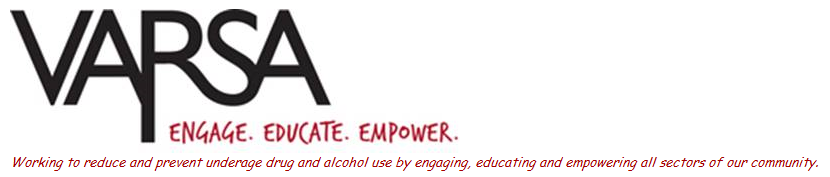 VARSA
ENGAGE. EDUCATE. EMPOWER.
Working to reduce and prevent underage drug and alcohol use by engaging, educating and empowering all sectors of our community.